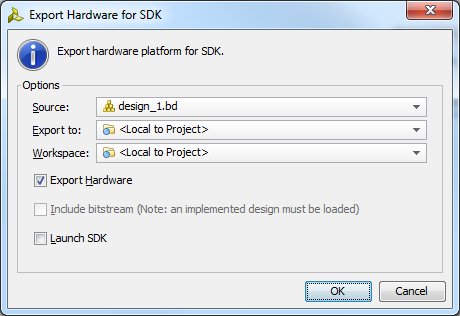 Export Hardware for SDK
Export hardware platform for SDK.
Options
Source: design_1.bd
Export to: <Local to Project>
Workspace: <Local to Project>
Export Hardware
Include bitstream (Note: an implemented design must be loaded)
Launch SDK
OK Cancel